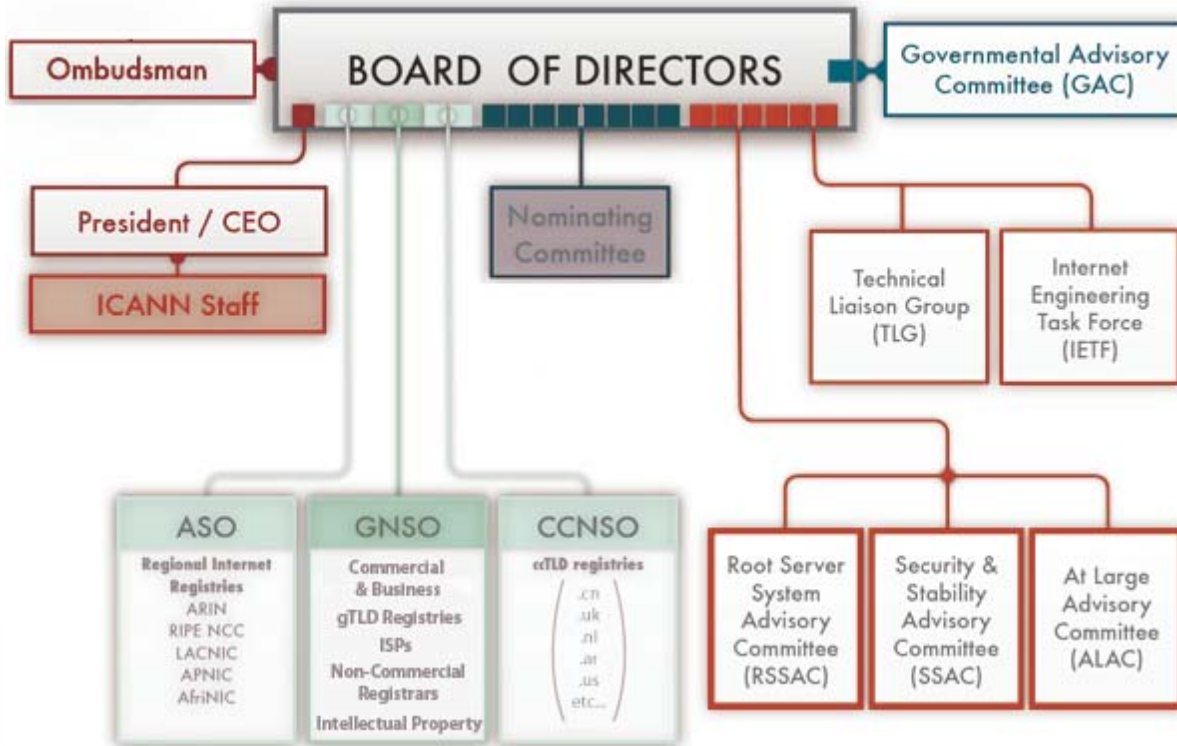 Ombudsman
BOARD OF DIRECTORS
Governmental Advisory
Committee (GAC)
President / CEO
ICANN Staff
Nominating
Committee
Technical
Liaison Group
(TLG)
Internet
Engineering
Task Force
(IETF)
ASO
Regional Internet
Registries
ARIN
RIPE NCC
LACNIC
APNIC
AfriNIC
GNSO
Commercial
& Business
gTLD Registries
ISPs
Non-Commercial
Registrars
Intellectual Property
CCNSO
ccTLD registries
.cn
.uk
.nl
.ar
.us
etc...
Root Server
System
Advisory
Committee
(RSSAC)
Security &
Stability
Advisory
Committee
(SSAC)
At Large
Advisory
Committee
(ALAC)